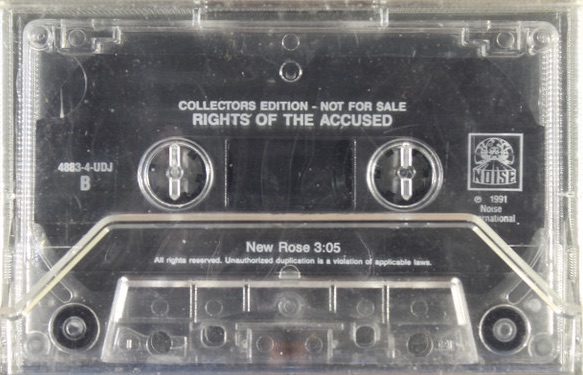 COLLECTORS EDITION - NOT FOR SALE
RIGHTS OF THE ACCUSED
4883-4-UDJ
B
NOISE
℗ 1991
Noise
International
New Rose 3:05
All rights reserved. Unauthorized duplication is a violation of applicable laws.